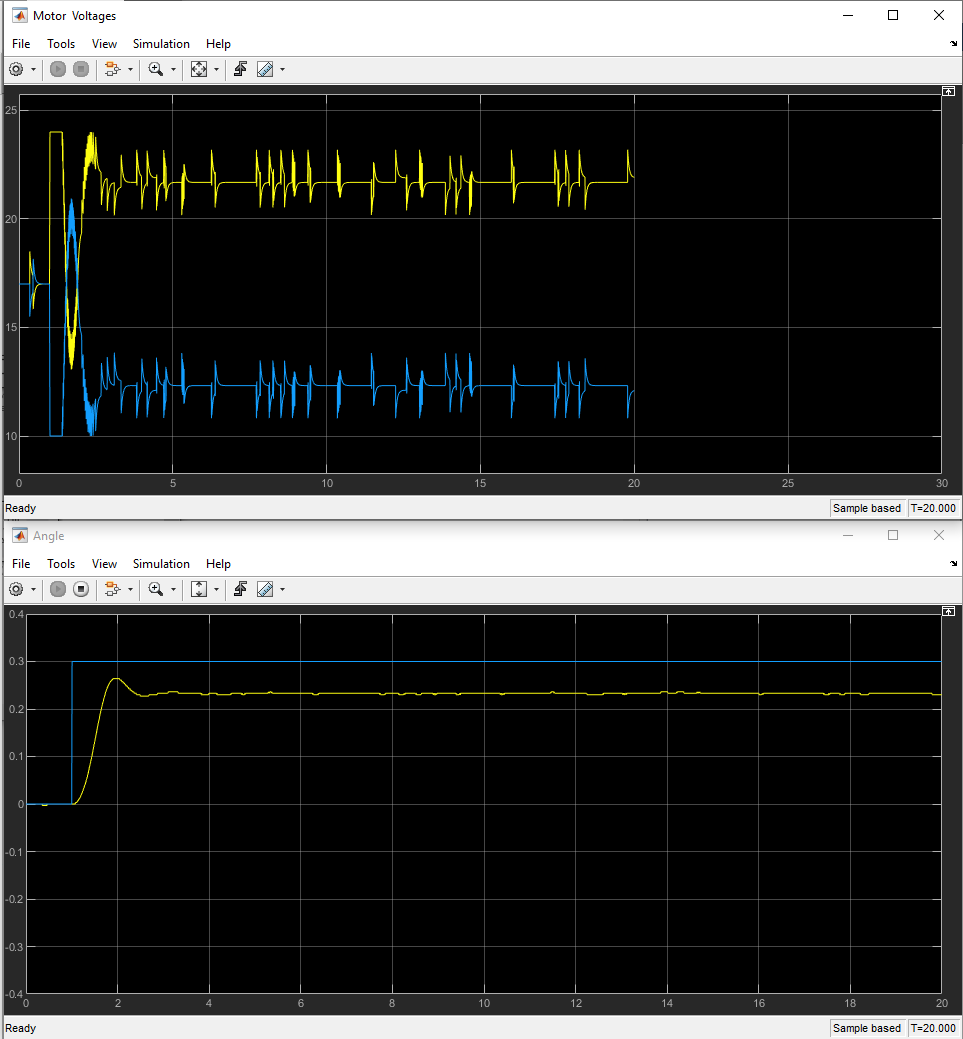 Motor Voltages
File Tools View Simulation Help
25
20
15
10
0 5 10 15 20 25 30
Ready Sample based T=20.000
Angle
File Tools View Simulation Help
0.4
0.3
0.2
0.1
0
-0.1
-0.2
-0.3
-0.4
0 2 4 6 8 10 12 14 16 18 20
Ready Sample based T=20.000